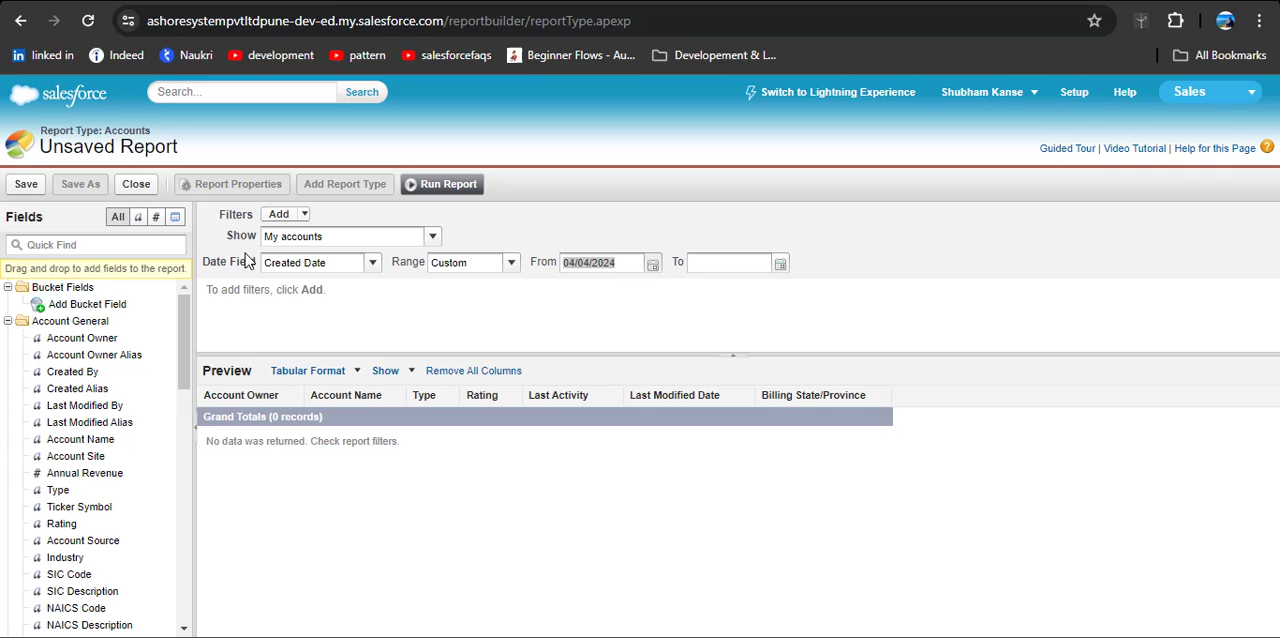 ashoresystempvtltdpune-dev-ed.my.salesforce.com/reportbuilder/reportType.apexp
in linked in
i Indeed
Naukri
development
pattern
salesforcefaqs
Beginner Flows - Au...
Developement & L...
All Bookmarks
salesforce
Search...
Search
Switch to Lightning Experience
Shubham Kanse
Setup
Help
Sales
Report Type: Accounts
Unsaved Report
Guided Tour | Video Tutorial | Help for this Page ?
Save
Save As
Close
Report Properties
Add Report Type
Run Report
Fields
All
a
#
Quick Find
Drag and drop to add fields to the report.
Bucket Fields
Add Bucket Field
Account General
a Account Owner
a Account Owner Alias
a Created By
a Created Alias
a Last Modified By
a Last Modified Alias
a Account Name
a Account Site
# Annual Revenue
a Type
a Ticker Symbol
a Rating
a Account Source
a Industry
a SIC Code
a SIC Description
a NAICS Code
a NAICS Description
Filters
Add
Show
My accounts
Date Field
Created Date
Range
Custom
From
04/04/2024
To
To add filters, click Add.
Preview
Tabular Format
Show
Remove All Columns
Account Owner
Account Name
Type
Rating
Last Activity
Last Modified Date
Billing State/Province
Grand Totals (0 records)
No data was returned. Check report filters.